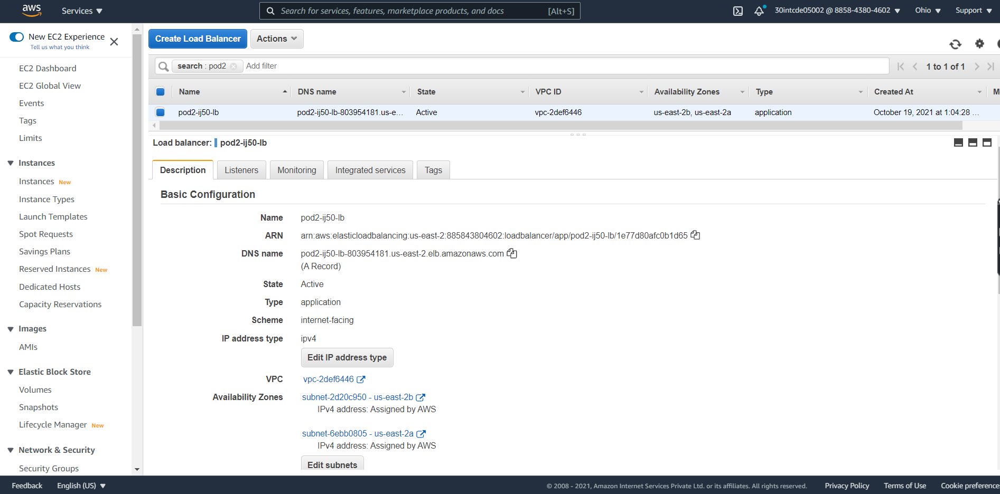 aws
Services
Search for services, features, marketplace products, and docs
[Alt+S]
30intcde05002 @ 8858-4380-4602
Ohio
Support
New EC2 Experience
Tell us what you think
EC2 Dashboard
EC2 Global View
Events
Tags
Limits
Instances
Instances New
Instance Types
Launch Templates
Spot Requests
Savings Plans
Reserved Instances New
Dedicated Hosts
Capacity Reservations
Images
AMIs
Elastic Block Store
Volumes
Snapshots
Lifecycle Manager New
Network & Security
Security Groups
Create Load Balancer
Actions
search : pod2
Add filter
1 to 1 of 1
Name DNS name State VPC ID Availability Zones Type Created At
pod2-ij50-lb pod2-ij50-lb-803954181.us-e... Active vpc-2def6446 us-east-2b, us-east-2a application October 19, 2021 at 1:04:28 ...
Load balancer: pod2-ij50-lb
Description Listeners Monitoring Integrated services Tags
Basic Configuration
Name pod2-ij50-lb
ARN arn:aws:elasticloadbalancing:us-east-2:885843804602:loadbalancer/app/pod2-ij50-lb/1e77d80afc0b1d65
DNS name pod2-ij50-lb-803954181.us-east-2.elb.amazonaws.com
(A Record)
State Active
Type application
Scheme internet-facing
IP address type ipv4
Edit IP address type
VPC vpc-2def6446
Availability Zones subnet-2d20c950 - us-east-2b
IPv4 address: Assigned by AWS
subnet-6ebb0805 - us-east-2a
IPv4 address: Assigned by AWS
Edit subnets
Feedback
English (US)
© 2008 - 2021, Amazon Internet Services Private Ltd. or its affiliates. All rights reserved.
Privacy Policy
Terms of Use
Cookie preferences